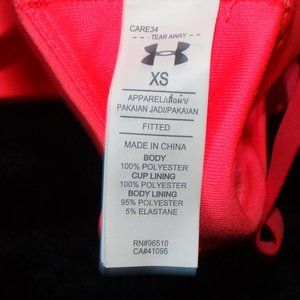 CARE34
- TEAR AWAY -
XS
APPAREL/เสื้อผ้า/
PAKAIAN JADI/PAKAIAN
FITTED
MADE IN CHINA
BODY
100% POLYESTER
CUP LINING
100% POLYESTER
BODY LINING
95% POLYESTER
5% ELASTANE
RN#96510
CA#41095